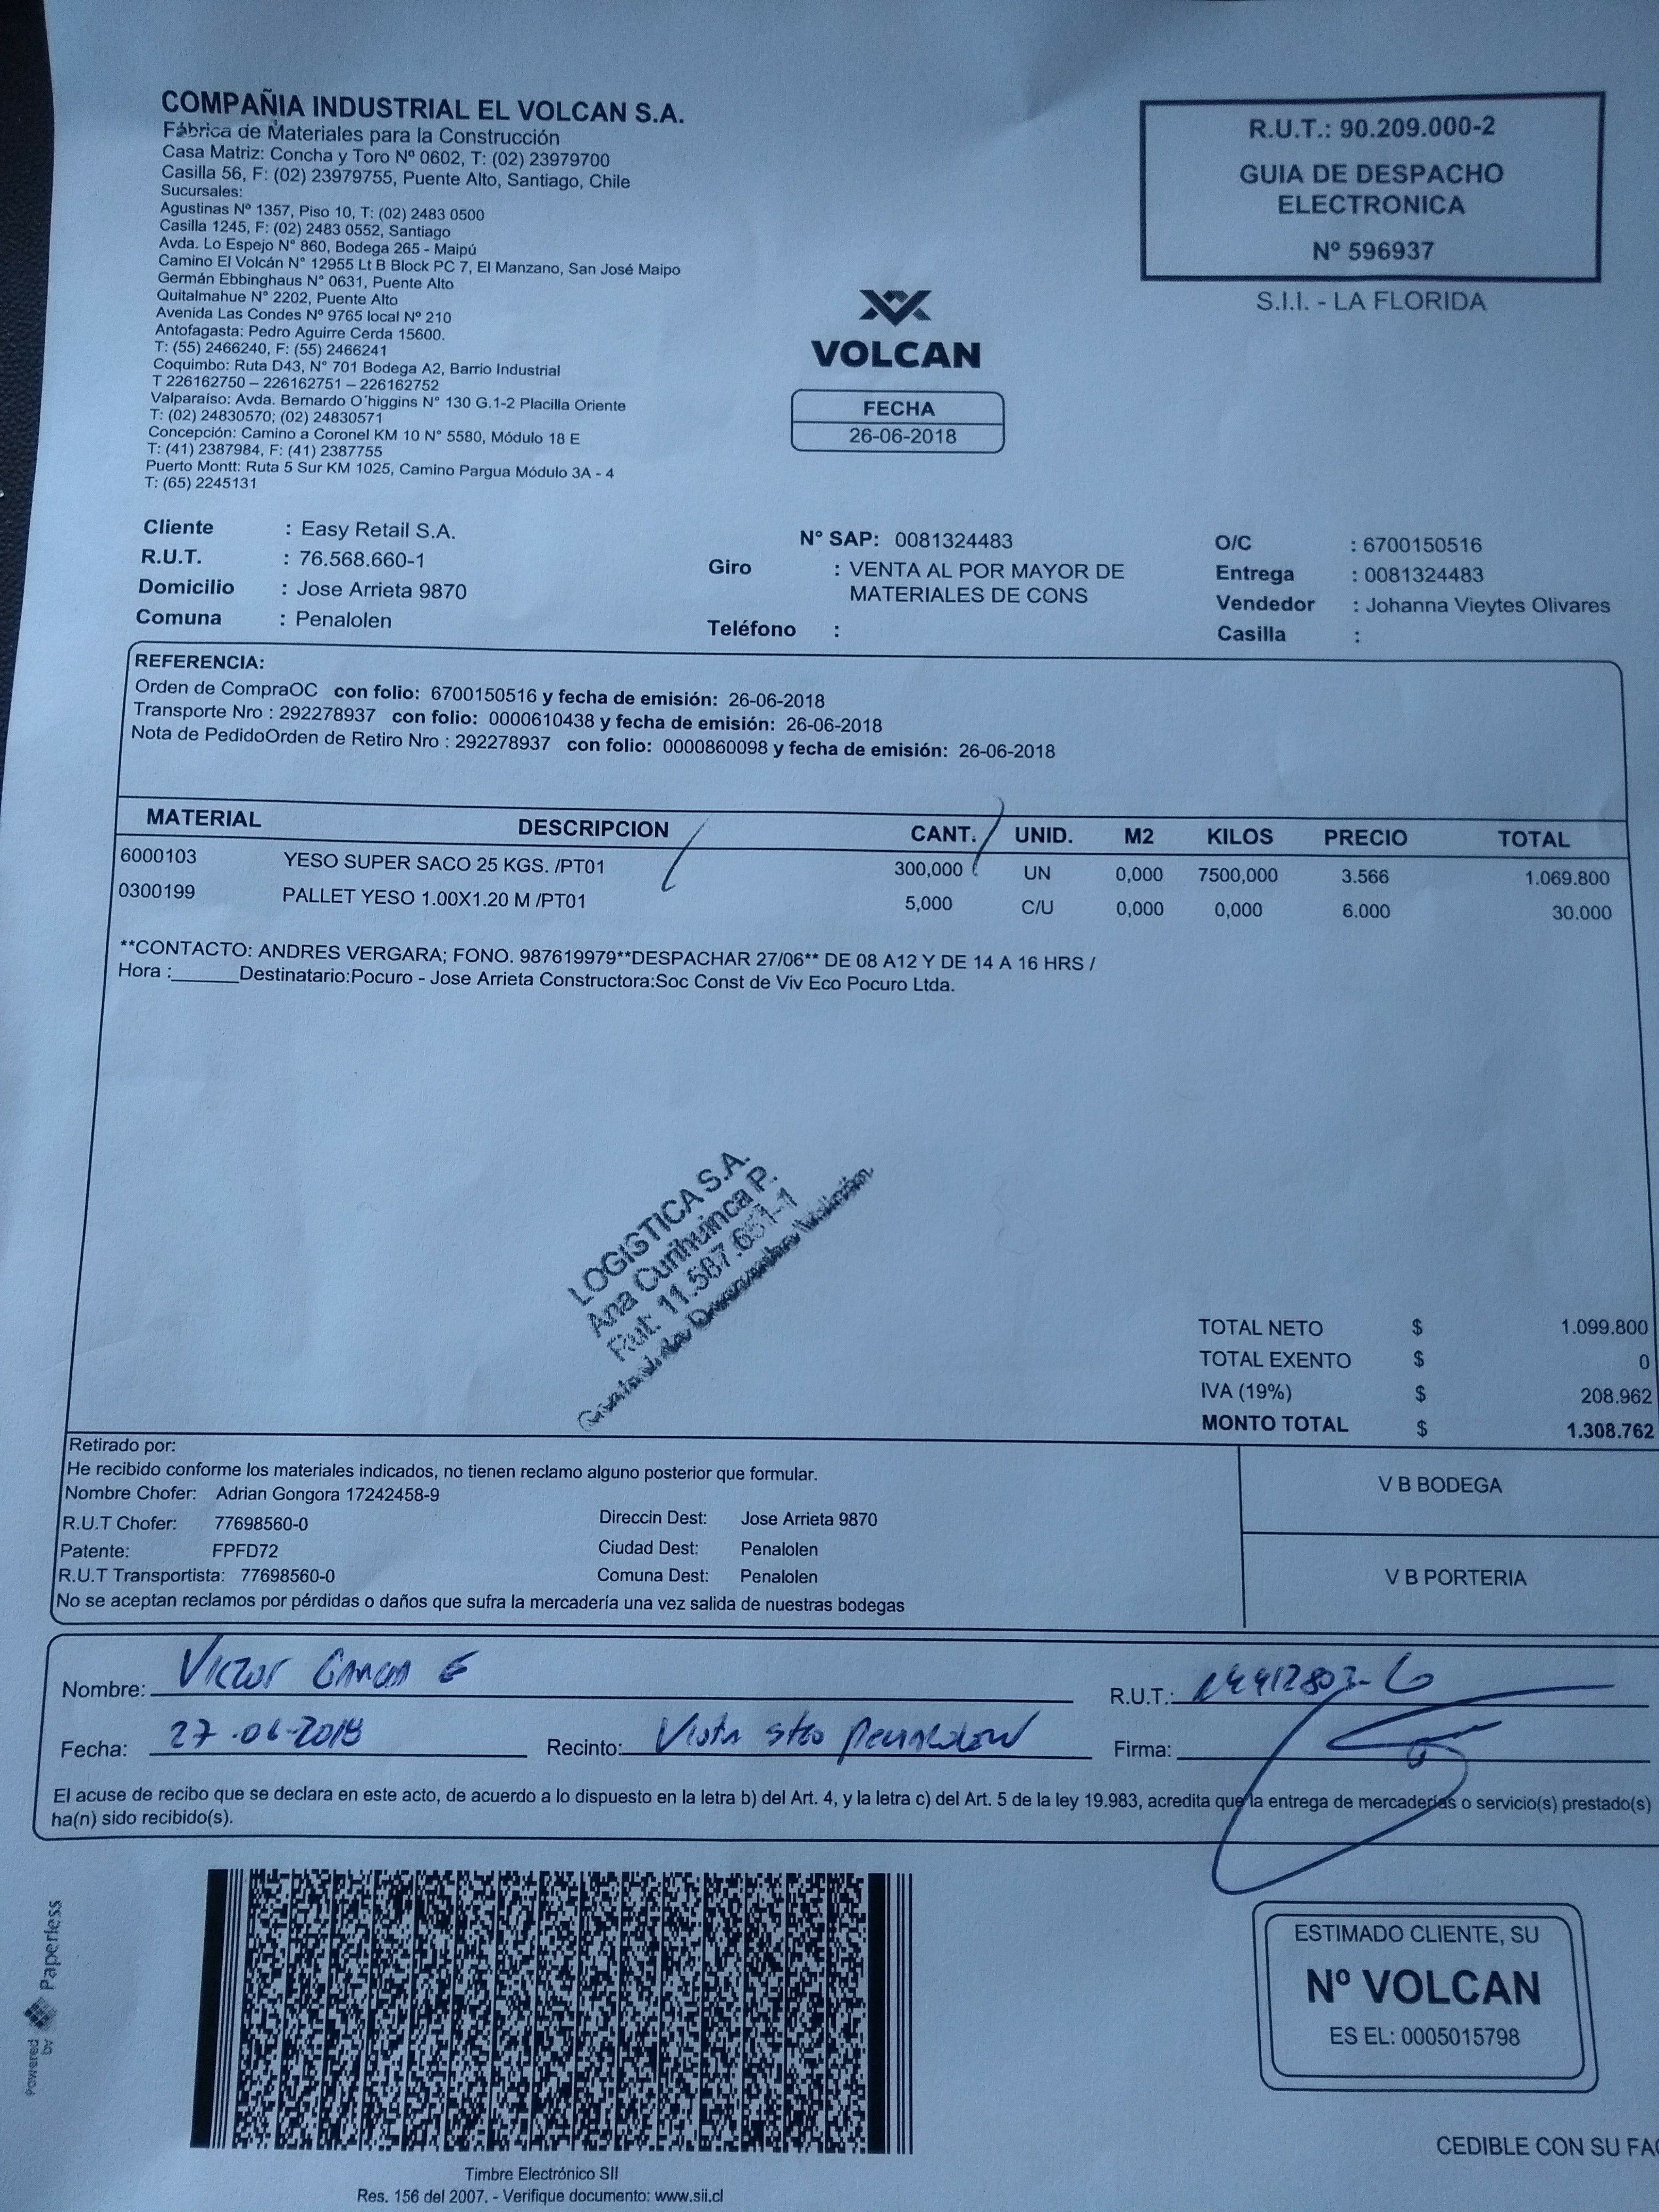 COMPAÑIA INDUSTRIAL EL VOLCAN S.A.
Fábrica de Materiales para la Construcción
Casa Matriz: Concha y Toro Nº 0602, T: (02) 23979700
Casilla 56, F: (02) 23979755, Puente Alto, Santiago, Chile
Sucursales:
Agustinas Nº 1357, Piso 10, T: (02) 2483 0500
Casilla 1245, F: (02) 2483 0552, Santiago
Avda. Lo Espejo N° 860, Bodega 265 - Maipú
Camino El Volcán N° 12955 Lt B Block PC 7, El Manzano, San José Maipo
Germán Ebbinghaus N° 0631, Puente Alto
Quitalmahue N° 2202, Puente Alto
Avenida Las Condes Nº 9765 local Nº 210
Antofagasta: Pedro Aguirre Cerda 15600.
T: (55) 2466240, F: (55) 2466241
Coquimbo: Ruta D43, N° 701 Bodega A2, Barrio Industrial
T 226162750 – 226162751 – 226162752
Valparaíso: Avda. Bernardo O´higgins N° 130 G.1-2 Placilla Oriente
T: (02) 24830570; (02) 24830571
Concepción: Camino a Coronel KM 10 N° 5580, Módulo 18 E
T: (41) 2387984, F: (41) 2387755
Puerto Montt: Ruta 5 Sur KM 1025, Camino Pargua Módulo 3A - 4
T: (65) 2245131
R.U.T.: 90.209.000-2
GUIA DE DESPACHO
ELECTRONICA
Nº 596937
S.I.I. - LA FLORIDA
VOLCAN
FECHA
26-06-2018
Cliente : Easy Retail S.A.
R.U.T. : 76.568.660-1
Domicilio : Jose Arrieta 9870
Comuna : Penalolen
N° SAP: 0081324483
Giro : VENTA AL POR MAYOR DE
MATERIALES DE CONS
Teléfono :
O/C : 6700150516
Entrega : 0081324483
Vendedor : Johanna Vieytes Olivares
Casilla :
REFERENCIA:
Orden de CompraOC con folio: 6700150516 y fecha de emisión: 26-06-2018
Transporte Nro : 292278937 con folio: 0000610438 y fecha de emisión: 26-06-2018
Nota de PedidoOrden de Retiro Nro : 292278937 con folio: 0000860098 y fecha de emisión: 26-06-2018
MATERIAL DESCRIPCION CANT. UNID. M2 KILOS PRECIO TOTAL
6000103 YESO SUPER SACO 25 KGS. /PT01 300,000 UN 0,000 7500,000 3.566 1.069.800
0300199 PALLET YESO 1.00X1.20 M /PT01 5,000 C/U 0,000 0,000 6.000 30.000
**CONTACTO: ANDRES VERGARA; FONO. 987619979**DESPACHAR 27/06** DE 08 A12 Y DE 14 A 16 HRS /
Hora :______Destinatario:Pocuro - Jose Arrieta Constructora:Soc Const de Viv Eco Pocuro Ltda.
LOGISTICA S.A.
Ana Curihuinca P.
Rut: 11.567.651-1
TOTAL NETO $ 1.099.800
TOTAL EXENTO $ 0
IVA (19%) $ 208.962
MONTO TOTAL $ 1.308.762
Retirado por:
He recibido conforme los materiales indicados, no tienen reclamo alguno posterior que formular.
Nombre Chofer: Adrian Gongora 17242458-9
R.U.T Chofer: 77698560-0
Patente: FPFD72
R.U.T Transportista: 77698560-0
Direccin Dest: Jose Arrieta 9870
Ciudad Dest: Penalolen
Comuna Dest: Penalolen
No se aceptan reclamos por pérdidas o daños que sufra la mercadería una vez salida de nuestras bodegas
V B BODEGA
V B PORTERIA
Nombre: Victor Garcia G
R.U.T.: 14412803-6
Fecha: 27-06-2018 Recinto: Vista Stgo Penalolen Firma:
El acuse de recibo que se declara en este acto, de acuerdo a lo dispuesto en la letra b) del Art. 4, y la letra c) del Art. 5 de la ley 19.983, acredita que la entrega de mercaderías o servicio(s) prestado(s)
ha(n) sido recibido(s).
Powered by Paperless
ESTIMADO CLIENTE, SU
Nº VOLCAN
ES EL: 0005015798
CEDIBLE CON SU FAC
Timbre Electrónico SII
Res. 156 del 2007. - Verifique documento: www.sii.cl